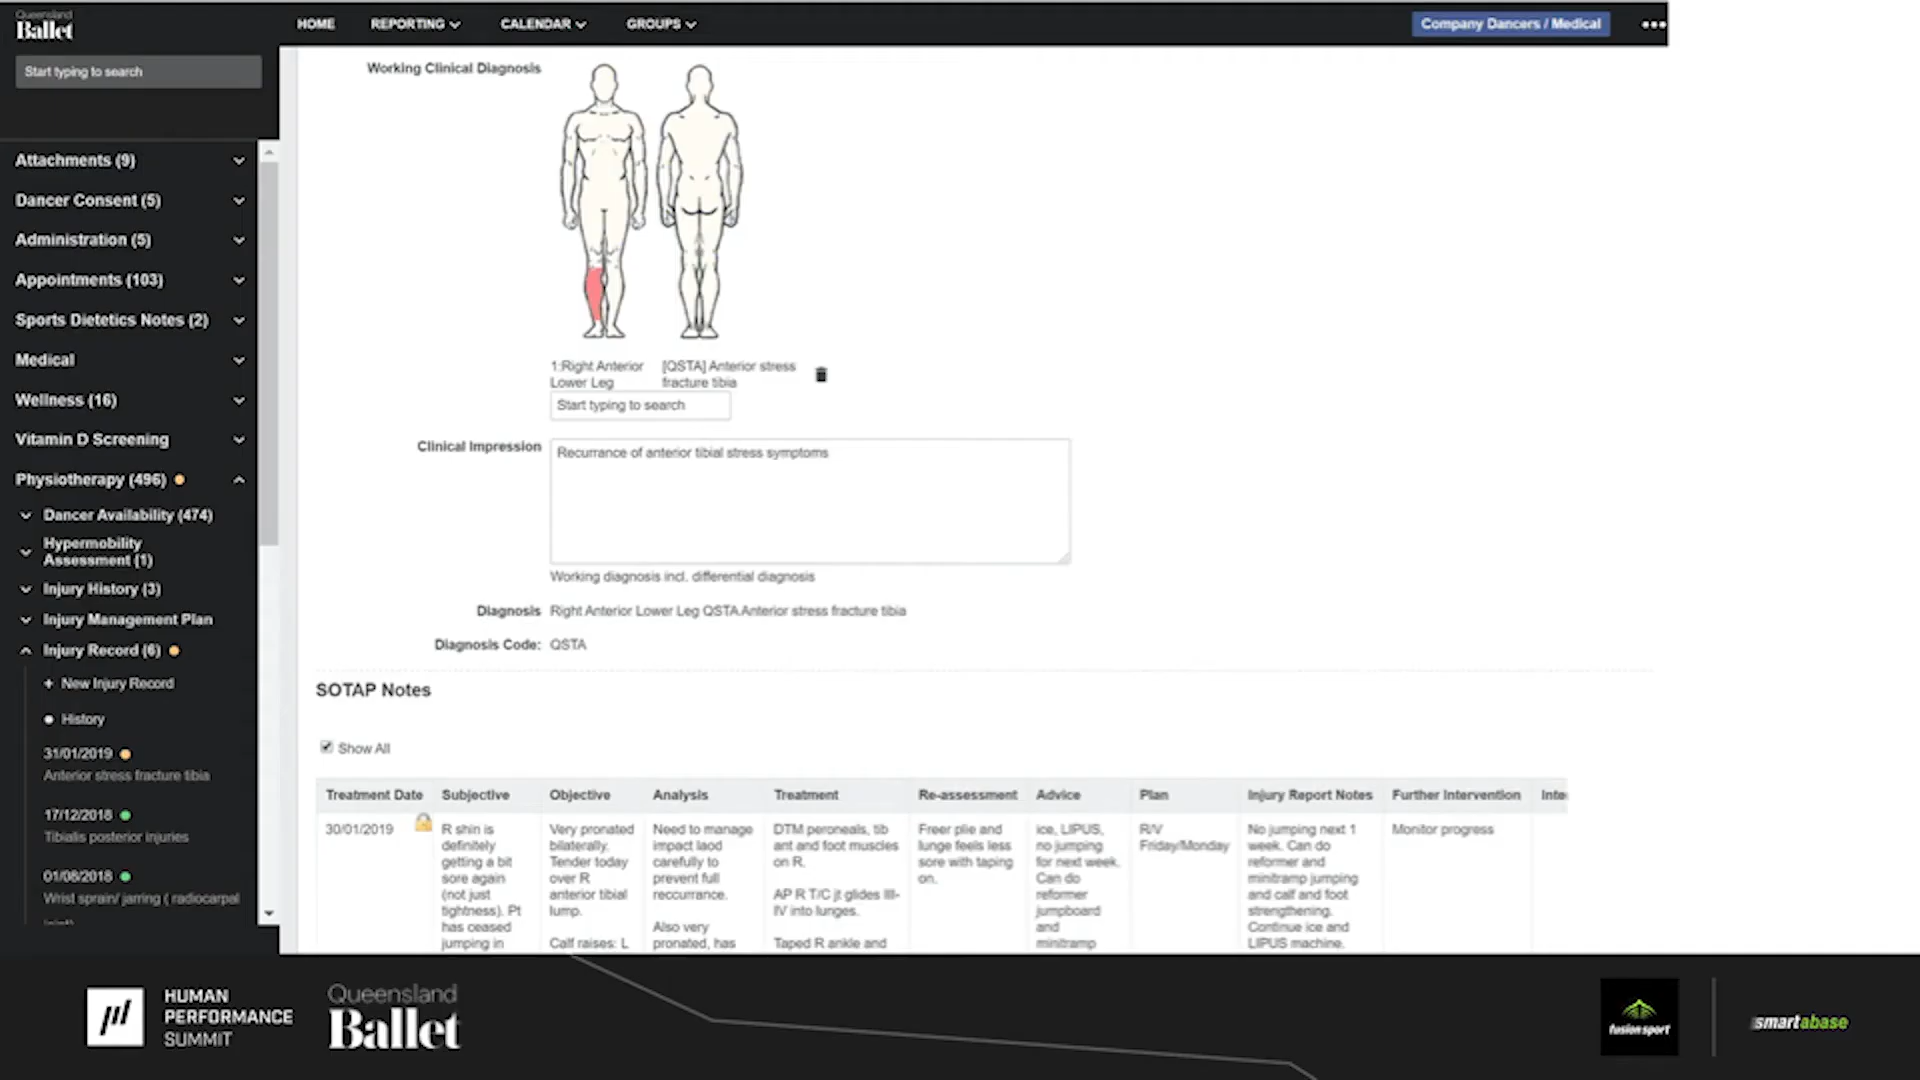 Queensland
Ballet
HOME
REPORTING
CALENDAR
GROUPS
Company Dancers / Medical
Start typing to search
Attachments (9)
Dancer Consent (5)
Administration (5)
Appointments (103)
Sports Dietetics Notes (2)
Medical
Wellness (16)
Vitamin D Screening
Physiotherapy (496)
Dancer Availability (474)
Hypermobility
Assessment (1)
Injury History (3)
Injury Management Plan
Injury Record (6)
+ New Injury Record
History
31/01/2019
Anterior stress fracture tibia
17/12/2018
Tibialis posterior injuries
01/08/2018
Wrist sprain/ jarring ( radiocarpal
Working Clinical Diagnosis
1:Right Anterior
Lower Leg
[QSTA] Anterior stress
fracture tibia
Start typing to search
Clinical Impression
Recurrance of anterior tibial stress symptoms
Working diagnosis incl. differential diagnosis
Diagnosis Right Anterior Lower Leg QSTA Anterior stress fracture tibia
Diagnosis Code: QSTA
SOTAP Notes
Show All
Treatment Date Subjective Objective Analysis Treatment Re-assessment Advice Plan Injury Report Notes Further Intervention Inte
30/01/2019
R shin is
definitely
getting a bit
sore again
(not just
tightness). Pt
has ceased
jumping in
Very pronated
bilaterally.
Tender today
over R
anterior tibial
lump.
Calf raises: L
Need to manage
impact laod
carefully to
prevent full
reccurrance.
Also very
pronated, has
DTM peroneals, tib
ant and foot muscles
on R.
AP R T/C jt glides III-
IV into lunges.
Taped R ankle and
Freer plie and
lunge feels less
sore with taping
on.
ice, LIPUS,
no jumping
for next week.
Can do
reformer
jumpboard
and
minitramp
R/V
Friday/Monday
No jumping next 1
week. Can do
reformer and
minitramp jumping
and calf and foot
strengthening.
Continue ice and
LIPUS machine.
Monitor progress
HUMAN
PERFORMANCE
SUMMIT
Queensland
Ballet
fusion sport
smartabase